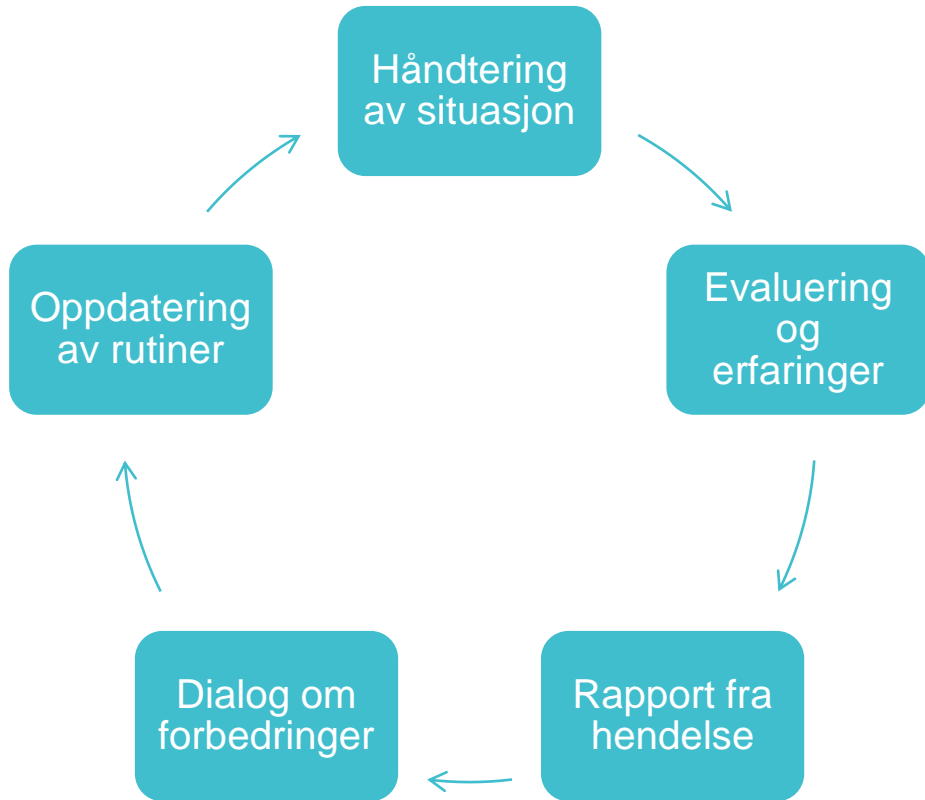 Håndtering
av situasjon
Evaluering
og
erfaringer
Rapport fra
hendelse
Dialog om
forbedringer
Oppdatering
av rutiner